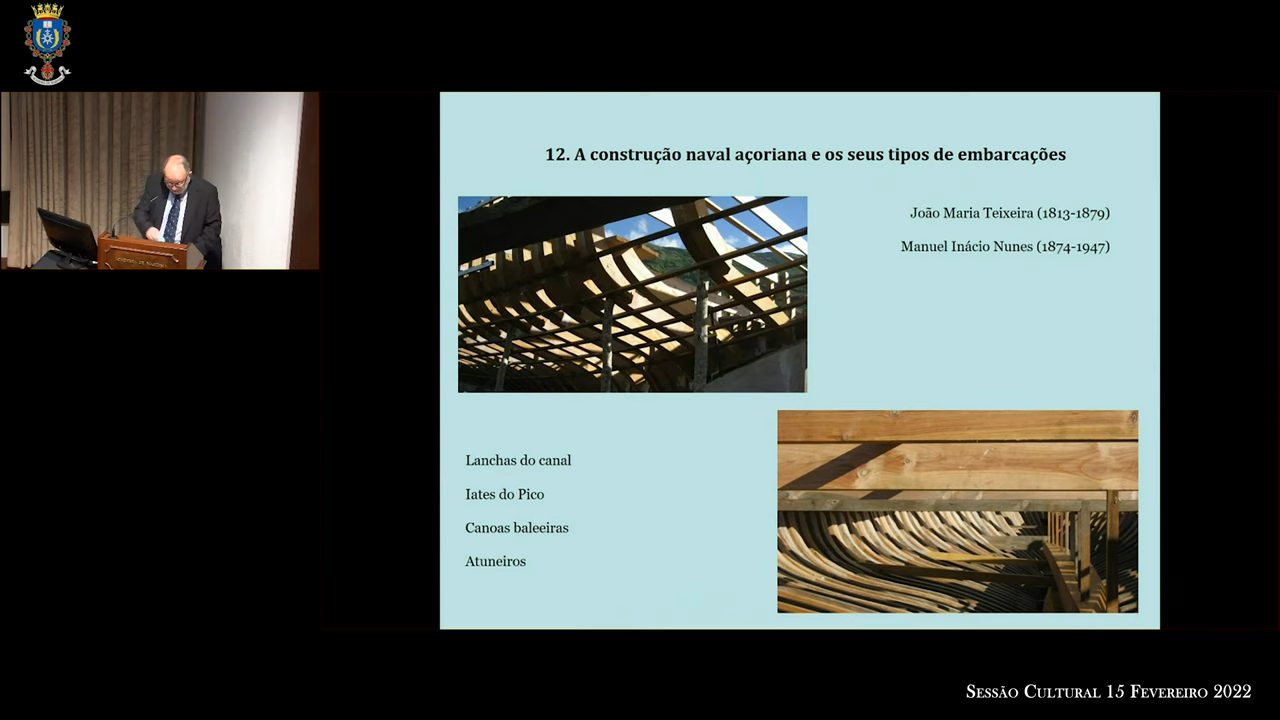 12. A construção naval açoriana e os seus tipos de embarcações
João Maria Teixeira (1813-1879)
Manuel Inácio Nunes (1874-1947)
Lanchas do canal
Iates do Pico
Canoas baleeiras
Atuneiros
Sessão Cultural 15 Fevereiro 2022